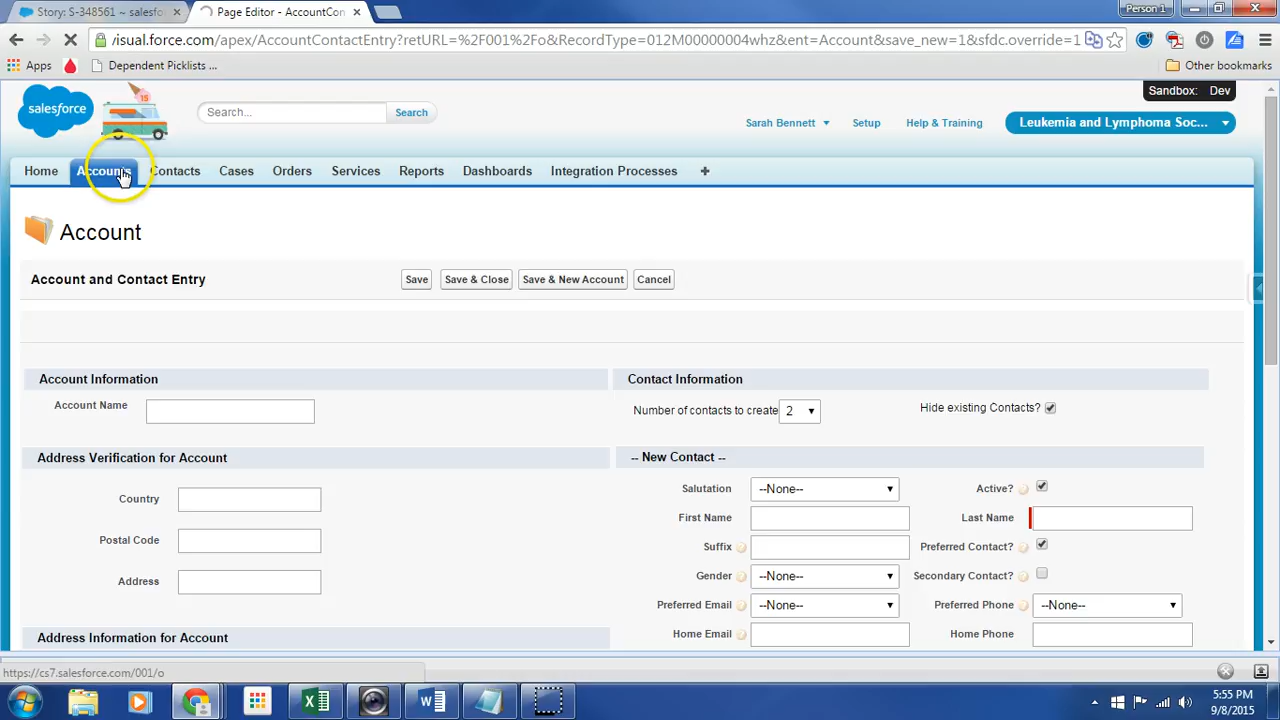 Story: S-348561 ~ salesfo
Page Editor - AccountCon
Person 1
/isual.force.com/apex/AccountContactEntry?retURL=%2F001%2Fo&RecordType=012M00000004whz&ent=Account&save_new=1&sfdc.override=1
Apps
Dependent Picklists ...
Other bookmarks
Sandbox: Dev
salesforce
15
Search...
Search
Sarah Bennett
Setup
Help & Training
Leukemia and Lymphoma Soc...
Home
Accounts
Contacts
Cases
Orders
Services
Reports
Dashboards
Integration Processes
+
Account
Account and Contact Entry
Save
Save & Close
Save & New Account
Cancel
Account Information
Contact Information
Account Name
Number of contacts to create 2
Hide existing Contacts?
Address Verification for Account
-- New Contact --
Country
Salutation --None--
Active?
First Name
Last Name
Postal Code
Suffix
Preferred Contact?
Address
Gender --None--
Secondary Contact?
Preferred Email --None--
Preferred Phone --None--
Address Information for Account
Home Email
Home Phone
https://cs7.salesforce.com/001/o
5:55 PM
9/8/2015